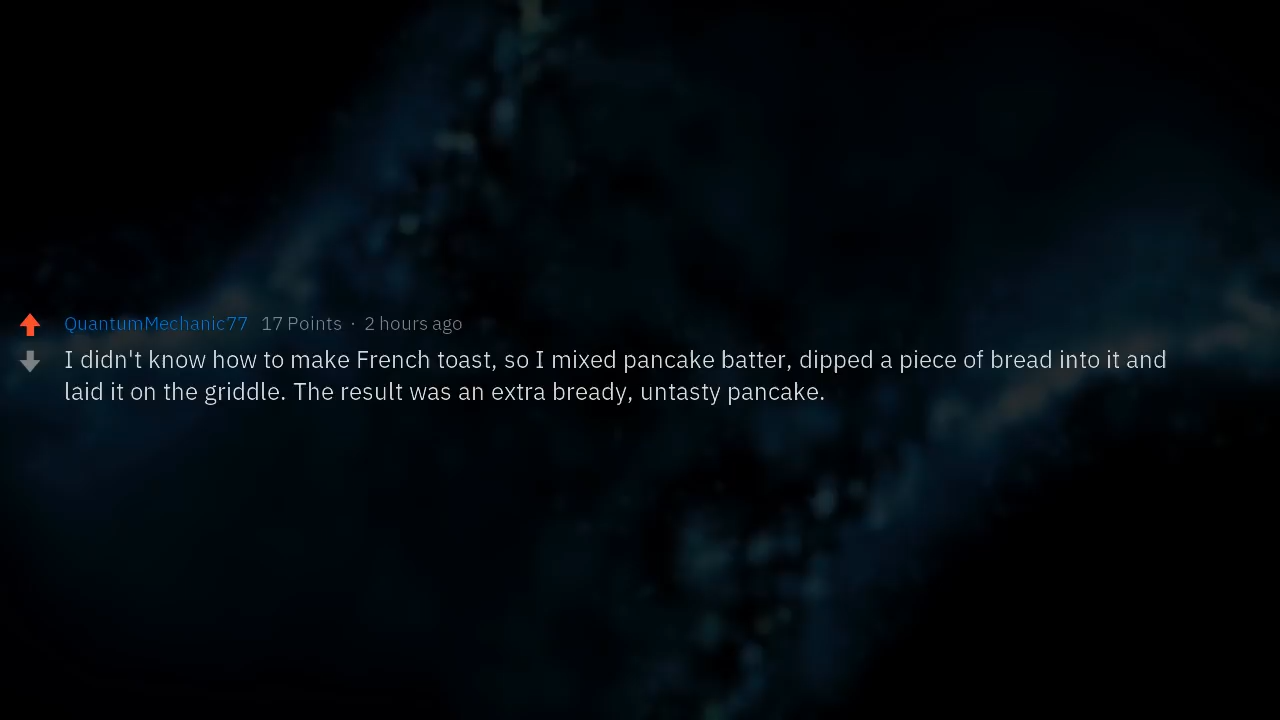 QuantumMechanic77 17 Points · 2 hours ago
I didn't know how to make French toast, so I mixed pancake batter, dipped a piece of bread into it and
laid it on the griddle. The result was an extra bready, untasty pancake.